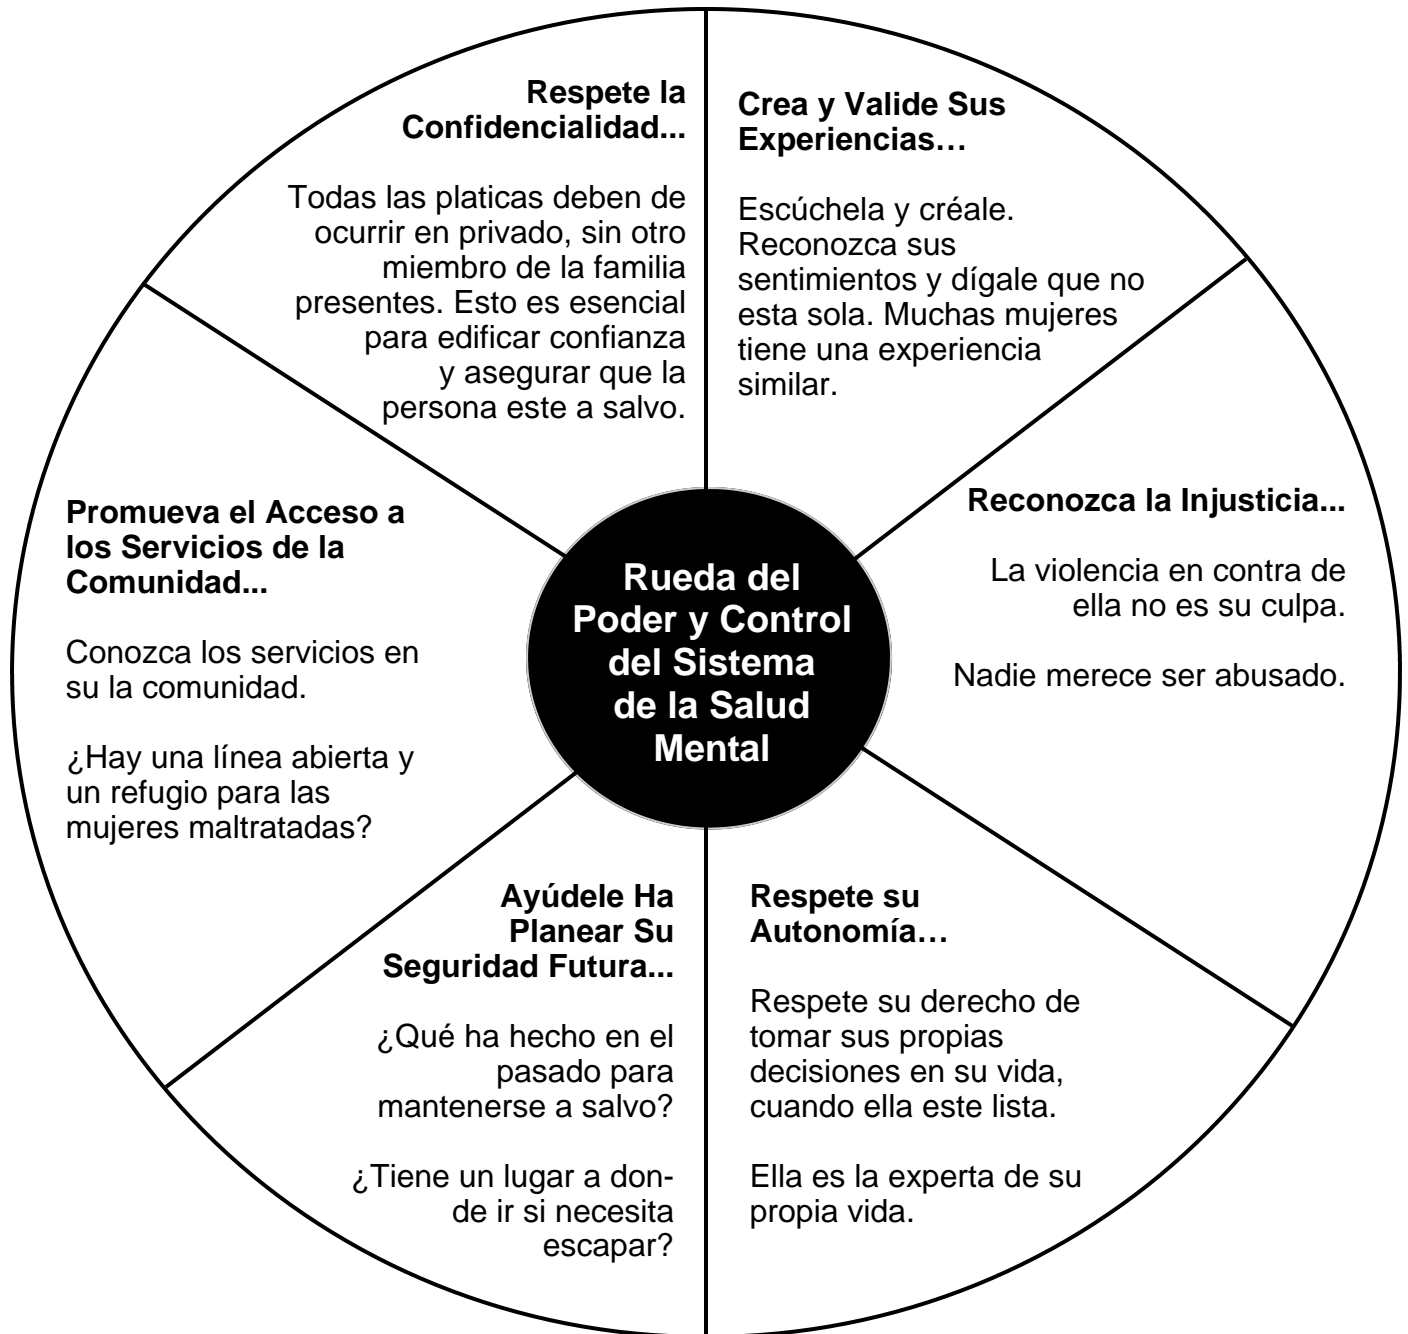 Respete la
Confidencialidad...
Todas las platicas deben de
ocurrir en privado, sin otro
miembro de la familia
presentes. Esto es esencial
para edificar confianza
y asegurar que la
persona este a salvo.
Crea y Valide Sus
Experiencias…
Escúchela y créale.
Reconozca sus
sentimientos y dígale que no
esta sola. Muchas mujeres
tiene una experiencia
similar.
Promueva el Acceso a
los Servicios de la
Comunidad...
Conozca los servicios en
su la comunidad.
¿Hay una línea abierta y
un refugio para las
mujeres maltratadas?
Rueda del
Poder y Control
del Sistema
de la Salud
Mental
Reconozca la Injusticia...
La violencia en contra de
ella no es su culpa.
Nadie merece ser abusado.
Ayúdele Ha
Planear Su
Seguridad Futura...
¿Qué ha hecho en el
pasado para
mantenerse a salvo?
¿Tiene un lugar a don-
de ir si necesita
escapar?
Respete su
Autonomía…
Respete su derecho de
tomar sus propias
decisiones en su vida,
cuando ella este lista.
Ella es la experta de su
propia vida.